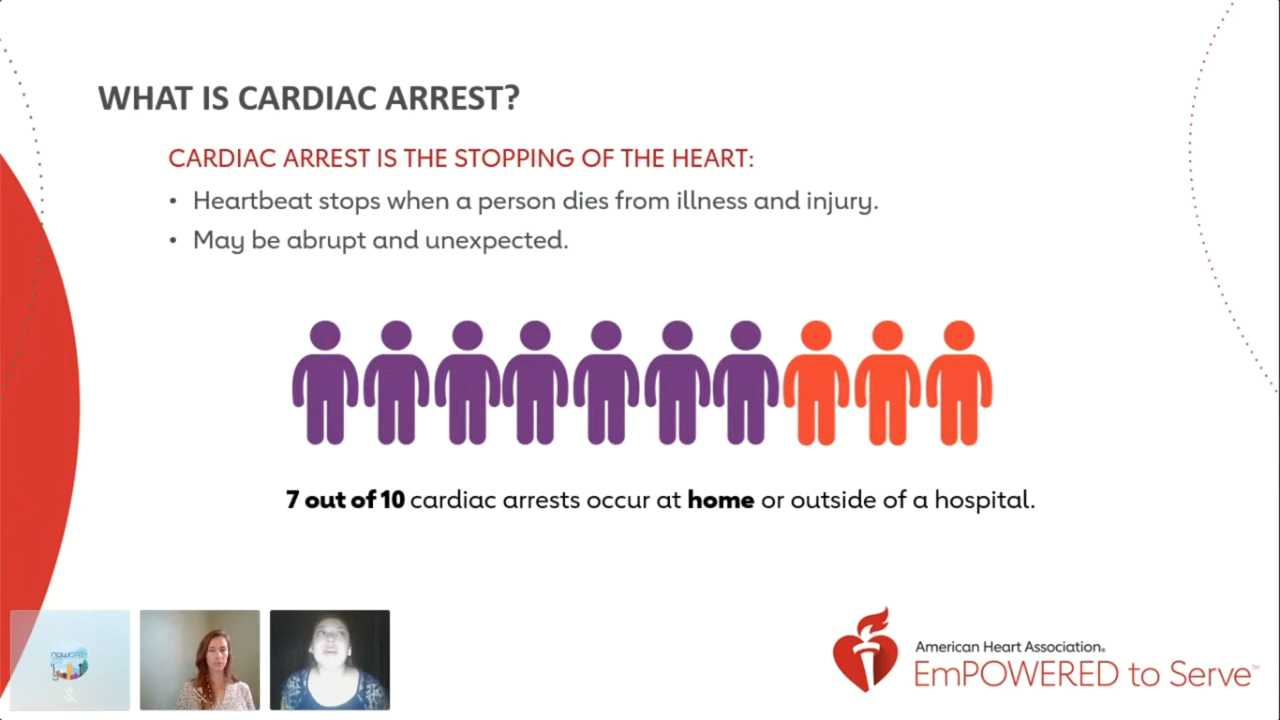 WHAT IS CARDIAC ARREST?
CARDIAC ARREST IS THE STOPPING OF THE HEART:
• Heartbeat stops when a person dies from illness and injury.
• May be abrupt and unexpected.
7 out of 10 cardiac arrests occur at home or outside of a hospital.
American Heart Association®
EmPOWERED to Serve™